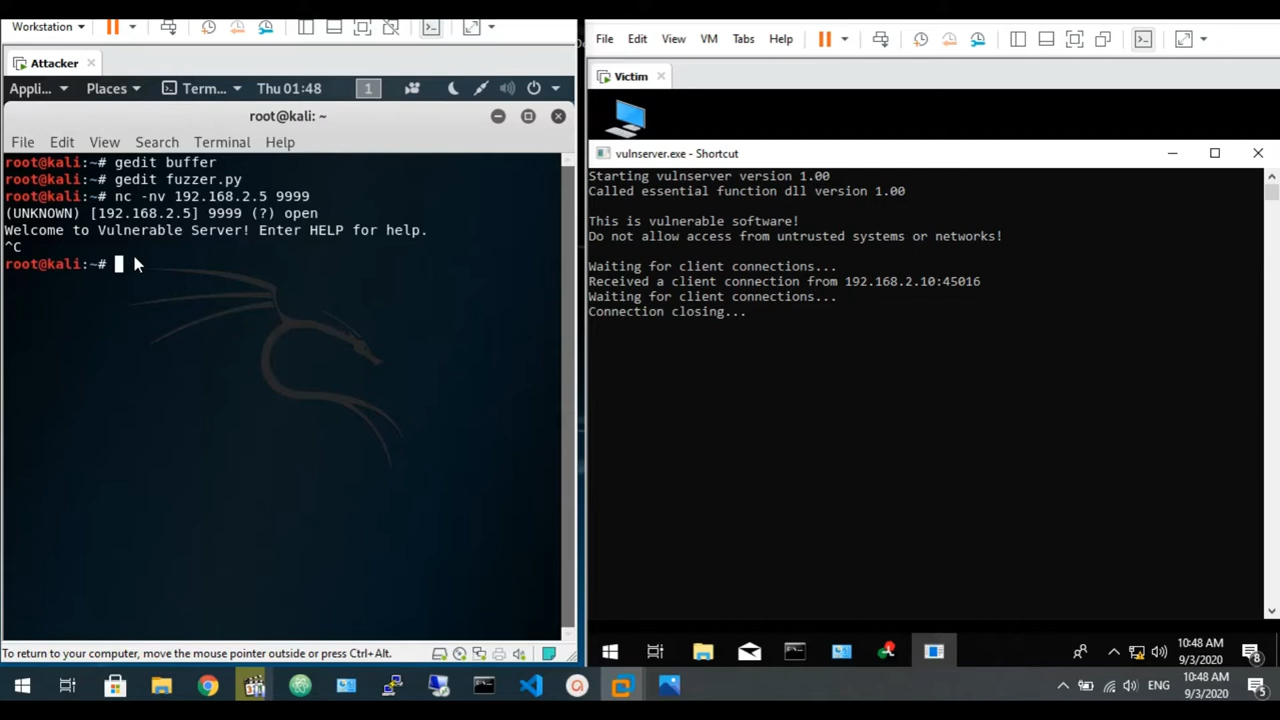 Workstation
Attacker
Appli...
Places
Term...
Thu 01:48
1
root@kali: ~
File Edit View Search Terminal Help
root@kali:~# gedit buffer
root@kali:~# gedit fuzzer.py
root@kali:~# nc -nv 192.168.2.5 9999
(UNKNOWN) [192.168.2.5] 9999 (?) open
Welcome to Vulnerable Server! Enter HELP for help.
^C
root@kali:~#
To return to your computer, move the mouse pointer outside or press Ctrl+Alt.
File Edit View VM Tabs Help
Victim
vulnserver.exe - Shortcut
Starting vulnserver version 1.00
Called essential function dll version 1.00
This is vulnerable software!
Do not allow access from untrusted systems or networks!
Waiting for client connections...
Received a client connection from 192.168.2.10:45016
Waiting for client connections...
Connection closing...
10:48 AM
9/3/2020
8
ENG
10:48 AM
9/3/2020
5